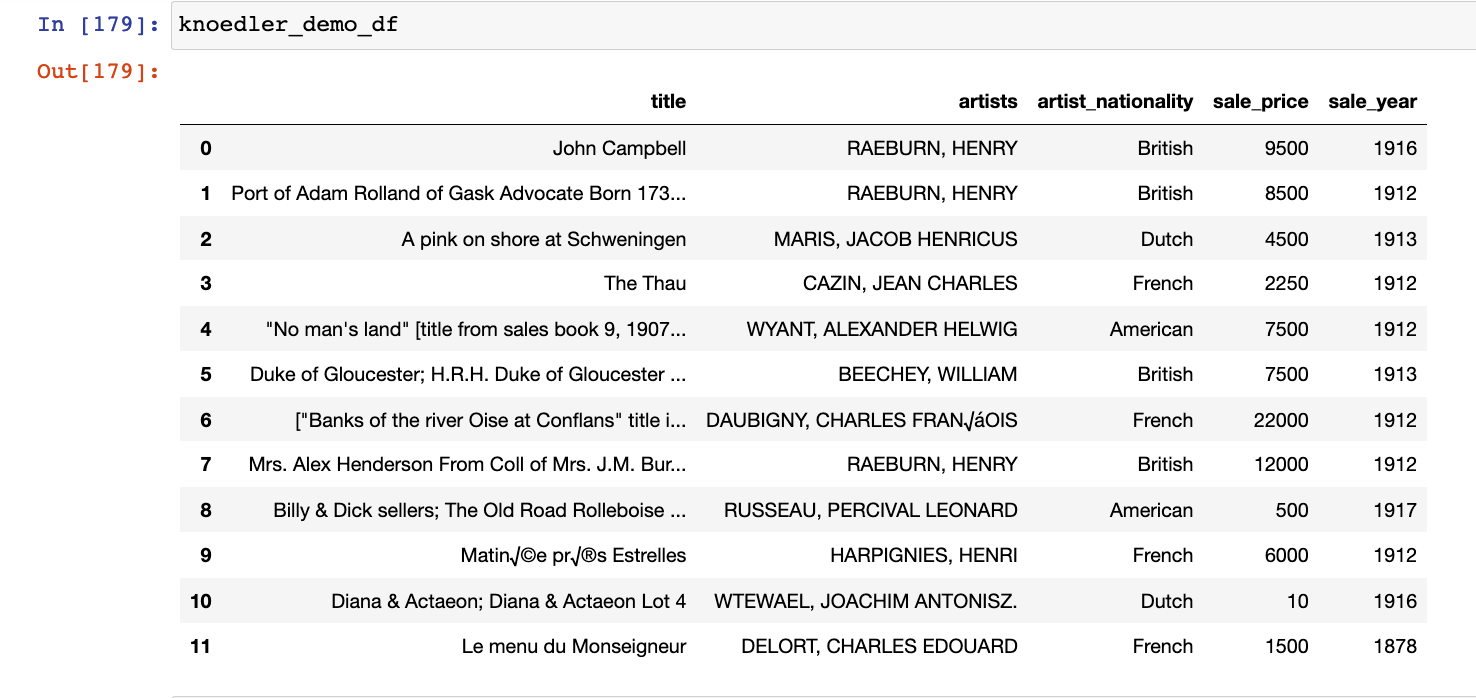 In [179]: knoedler_demo_df
Out[179]:
title artists artist_nationality sale_price sale_year
0 John Campbell RAEBURN, HENRY British 9500 1916
1 Port of Adam Rolland of Gask Advocate Born 173... RAEBURN, HENRY British 8500 1912
2 A pink on shore at Schweningen MARIS, JACOB HENRICUS Dutch 4500 1913
3 The Thau CAZIN, JEAN CHARLES French 2250 1912
4 "No man's land" [title from sales book 9, 1907... WYANT, ALEXANDER HELWIG American 7500 1912
5 Duke of Gloucester; H.R.H. Duke of Gloucester ... BEECHEY, WILLIAM British 7500 1913
6 ["Banks of the river Oise at Conflans" title i... DAUBIGNY, CHARLES FRAN√áOIS French 22000 1912
7 Mrs. Alex Henderson From Coll of Mrs. J.M. Bur... RAEBURN, HENRY British 12000 1912
8 Billy & Dick sellers; The Old Road Rolleboise ... RUSSEAU, PERCIVAL LEONARD American 500 1917
9 Matin√©e pr√®s Estrelles HARPIGNIES, HENRI French 6000 1912
10 Diana & Actaeon; Diana & Actaeon Lot 4 WTEWAEL, JOACHIM ANTONISZ. Dutch 10 1916
11 Le menu du Monseigneur DELORT, CHARLES EDOUARD French 1500 1878